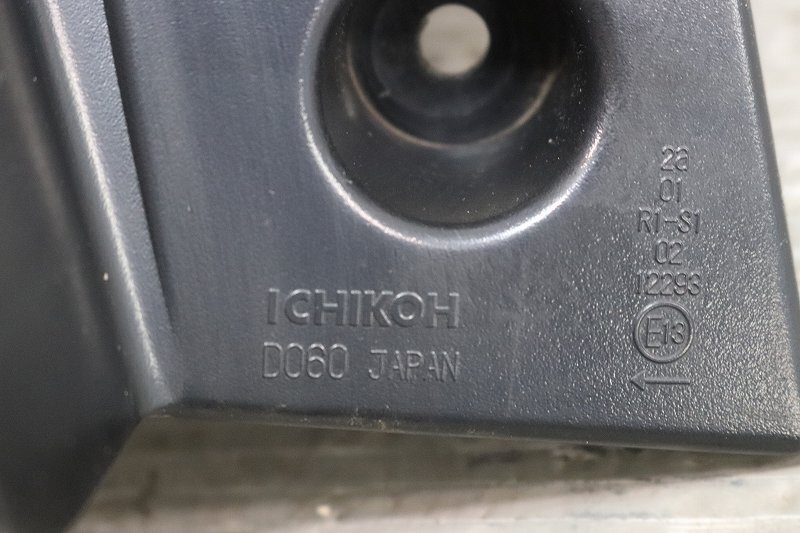 ICHIKOH
D060 JAPAN
2a
01
R1-S1
02
12293
E13
←